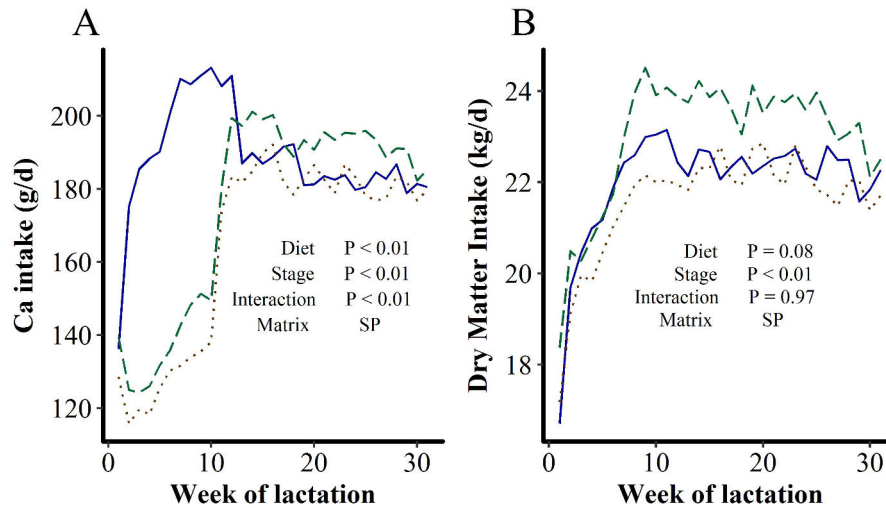 A
Ca intake (g/d)
200
180
160
140
120
Diet P < 0.01
Stage P < 0.01
Interaction P < 0.01
Matrix SP
0 10 20 30
Week of lactation
B
Dry Matter Intake (kg/d)
24
22
20
18
Diet P = 0.08
Stage P < 0.01
Interaction P = 0.97
Matrix SP
0 10 20 30
Week of lactation